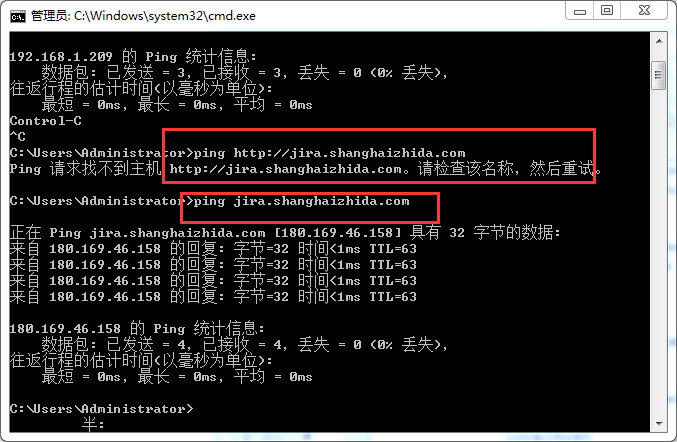 管理员: C:\Windows\system32\cmd.exe
192.168.1.209 的 Ping 统计信息:
数据包: 已发送 = 3，已接收 = 3，丢失 = 0 (0% 丢失)，
往返行程的估计时间(以毫秒为单位):
最短 = 0ms，最长 = 0ms，平均 = 0ms
Control-C
^C
C:\Users\Administrator>ping http://jira.shanghaizhida.com
Ping 请求找不到主机 http://jira.shanghaizhida.com。请检查该名称，然后重试。
C:\Users\Administrator>ping jira.shanghaizhida.com
正在 Ping jira.shanghaizhida.com [180.169.46.158] 具有 32 字节的数据:
来自 180.169.46.158 的回复: 字节=32 时间<1ms TTL=63
来自 180.169.46.158 的回复: 字节=32 时间<1ms TTL=63
来自 180.169.46.158 的回复: 字节=32 时间<1ms TTL=63
来自 180.169.46.158 的回复: 字节=32 时间<1ms TTL=63
180.169.46.158 的 Ping 统计信息:
数据包: 已发送 = 4，已接收 = 4，丢失 = 0 (0% 丢失)，
往返行程的估计时间(以毫秒为单位):
最短 = 0ms，最长 = 0ms，平均 = 0ms
C:\Users\Administrator>
半: